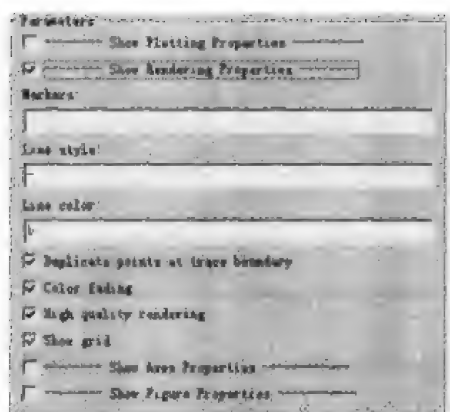 Parameters
Show Plotting Properties
Show Rendering Properties
Markers:
Line style:
-
Line color:
b
Duplicate points at trace boundary
Color fading
High quality rendering
Show grid
Show Axes Properties
Show Figure Properties